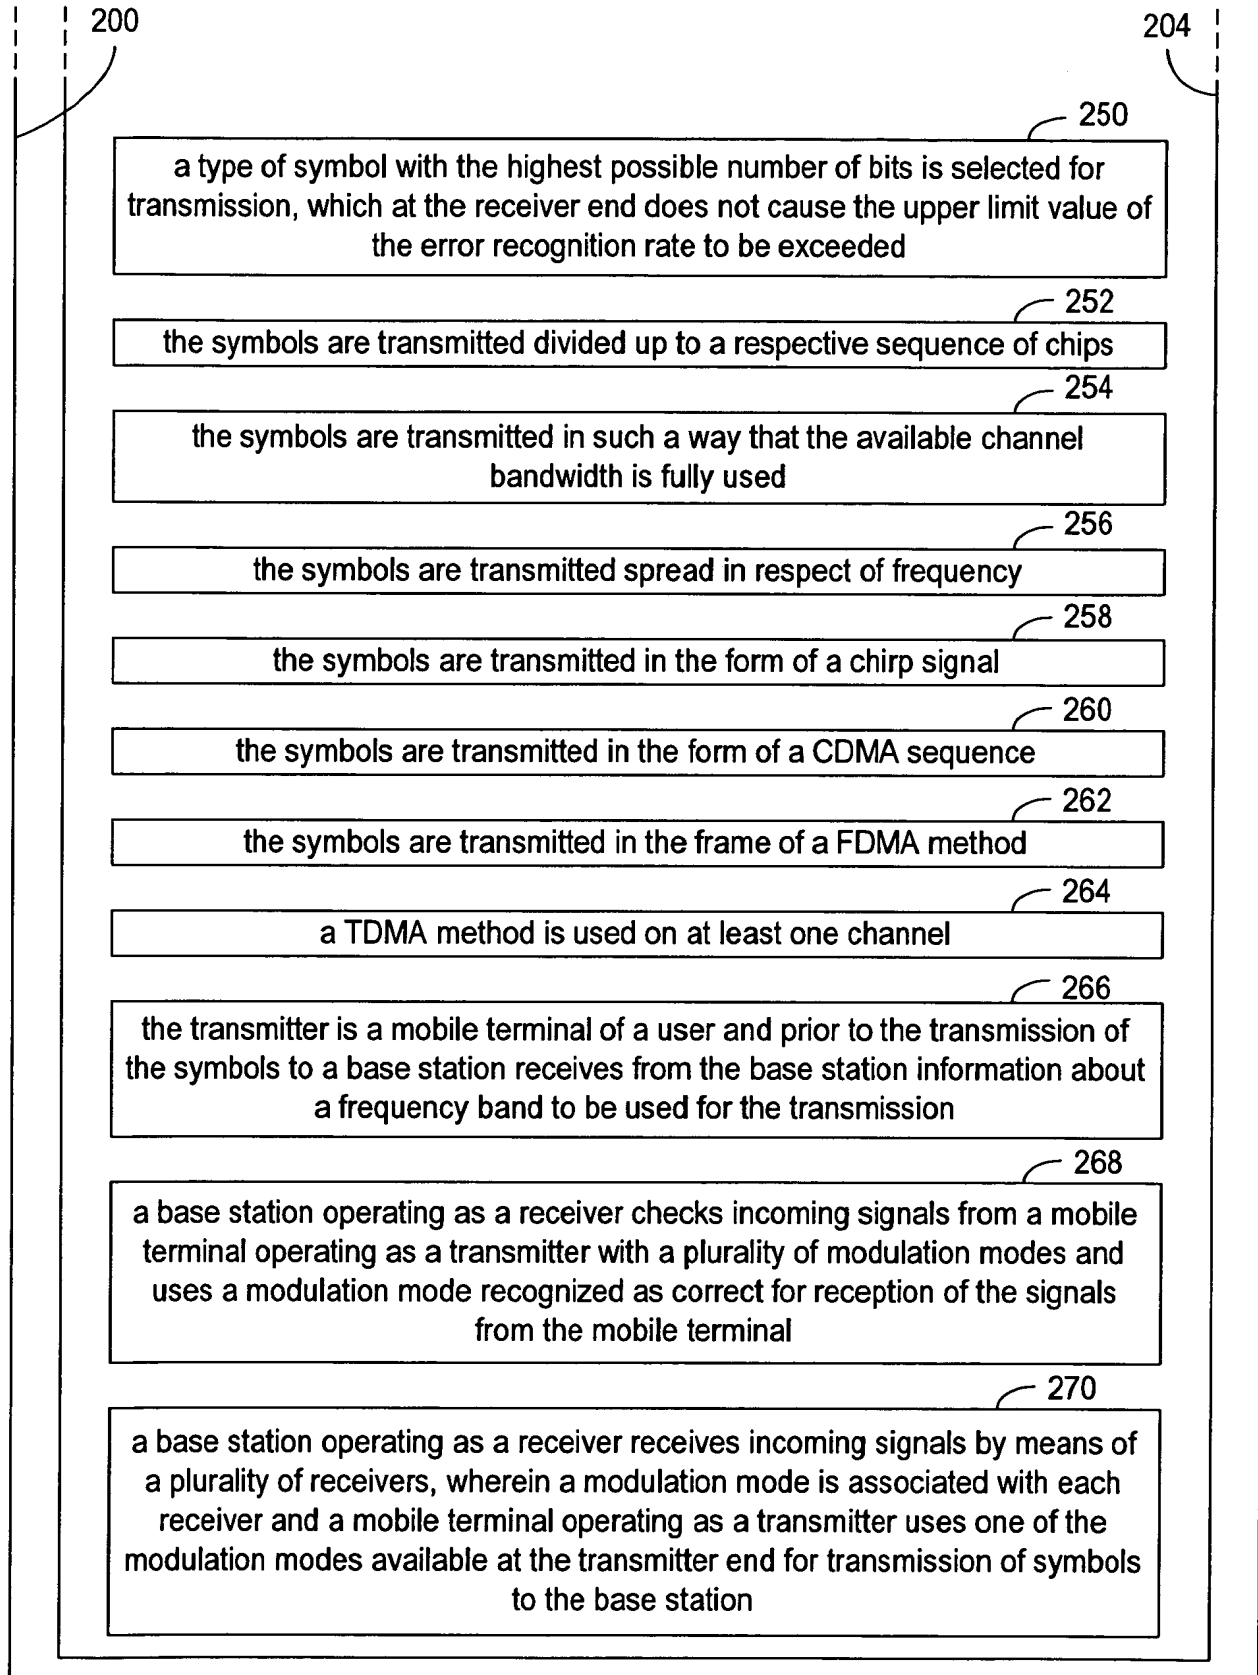 200
204
250
a type of symbol with the highest possible number of bits is selected for
transmission, which at the receiver end does not cause the upper limit value of
the error recognition rate to be exceeded
252
the symbols are transmitted divided up to a respective sequence of chips
254
the symbols are transmitted in such a way that the available channel
bandwidth is fully used
256
the symbols are transmitted spread in respect of frequency
258
the symbols are transmitted in the form of a chirp signal
260
the symbols are transmitted in the form of a CDMA sequence
262
the symbols are transmitted in the frame of a FDMA method
264
a TDMA method is used on at least one channel
266
the transmitter is a mobile terminal of a user and prior to the transmission of
the symbols to a base station receives from the base station information about
a frequency band to be used for the transmission
268
a base station operating as a receiver checks incoming signals from a mobile
terminal operating as a transmitter with a plurality of modulation modes and
uses a modulation mode recognized as correct for reception of the signals
from the mobile terminal
270
a base station operating as a receiver receives incoming signals by means of
a plurality of receivers, wherein a modulation mode is associated with each
receiver and a mobile terminal operating as a transmitter uses one of the
modulation modes available at the transmitter end for transmission of symbols
to the base station